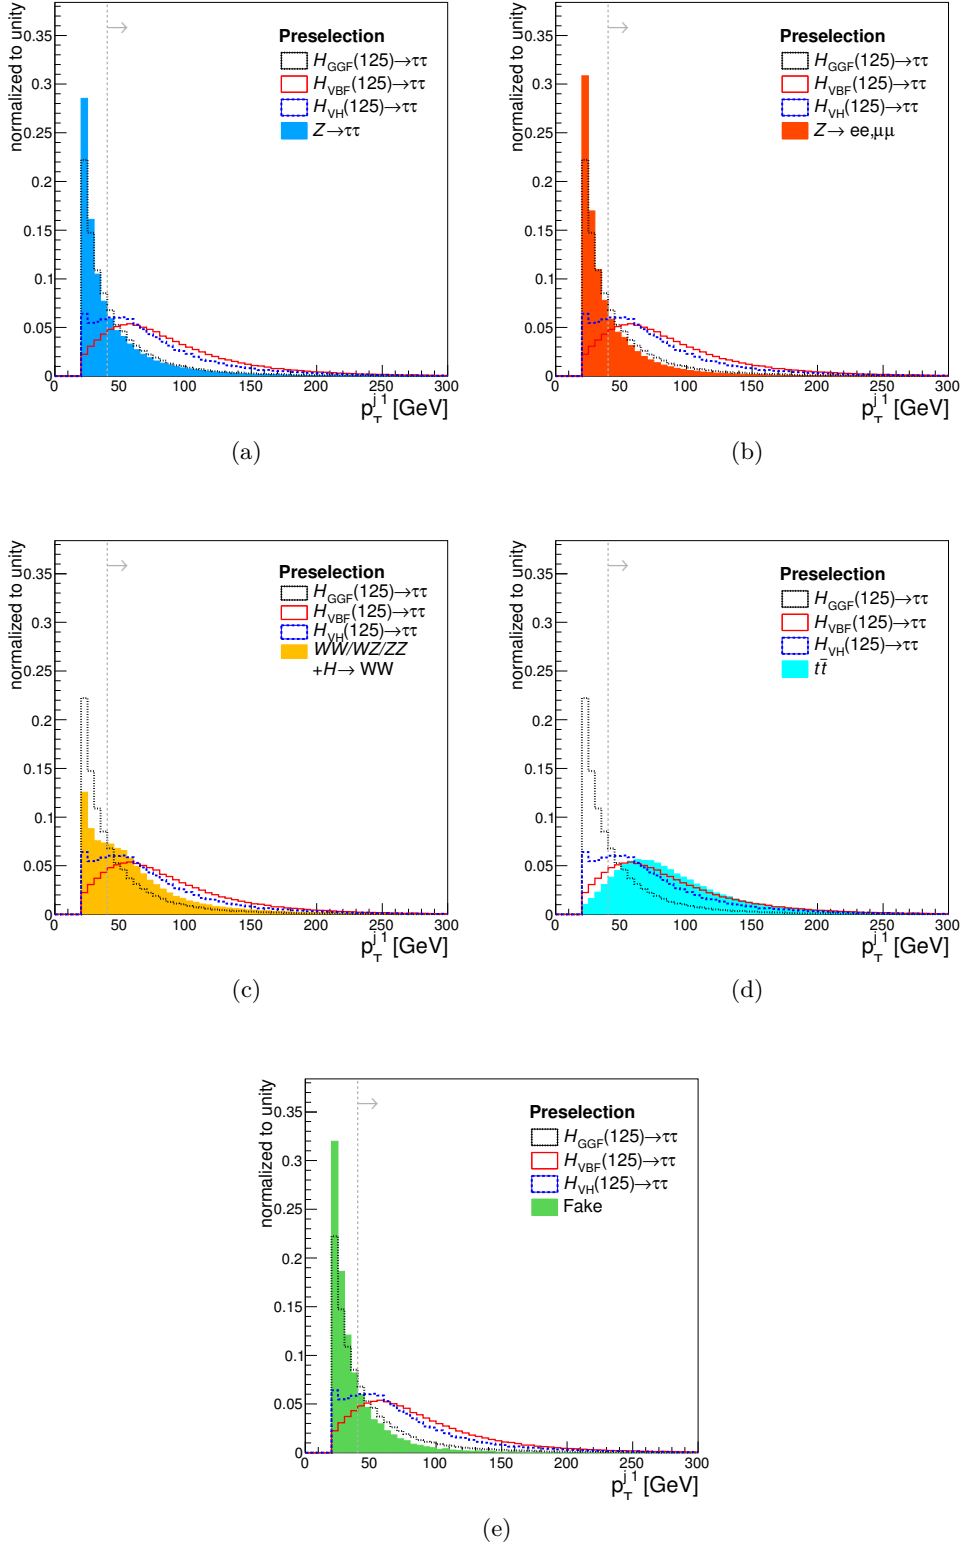 normalized to unity
0.35
0.3
0.25
0.2
0.15
0.1
0.05
0
0 50 100 150 200 250 300
p_T^{j 1} [GeV]
Preselection
H_GGF(125)→ττ
H_VBF(125)→ττ
H_VH(125)→ττ
Z→ττ
(a)
normalized to unity
0.35
0.3
0.25
0.2
0.15
0.1
0.05
0
0 50 100 150 200 250 300
p_T^{j 1} [GeV]
Preselection
H_GGF(125)→ττ
H_VBF(125)→ττ
H_VH(125)→ττ
Z→ ee,μμ
(b)
normalized to unity
0.35
0.3
0.25
0.2
0.15
0.1
0.05
0
0 50 100 150 200 250 300
p_T^{j 1} [GeV]
Preselection
H_GGF(125)→ττ
H_VBF(125)→ττ
H_VH(125)→ττ
WW/WZ/ZZ
+H→ WW
(c)
normalized to unity
0.35
0.3
0.25
0.2
0.15
0.1
0.05
0
0 50 100 150 200 250 300
p_T^{j 1} [GeV]
Preselection
H_GGF(125)→ττ
H_VBF(125)→ττ
H_VH(125)→ττ
tt̄
(d)
normalized to unity
0.35
0.3
0.25
0.2
0.15
0.1
0.05
0
0 50 100 150 200 250 300
p_T^{j 1} [GeV]
Preselection
H_GGF(125)→ττ
H_VBF(125)→ττ
H_VH(125)→ττ
Fake
(e)